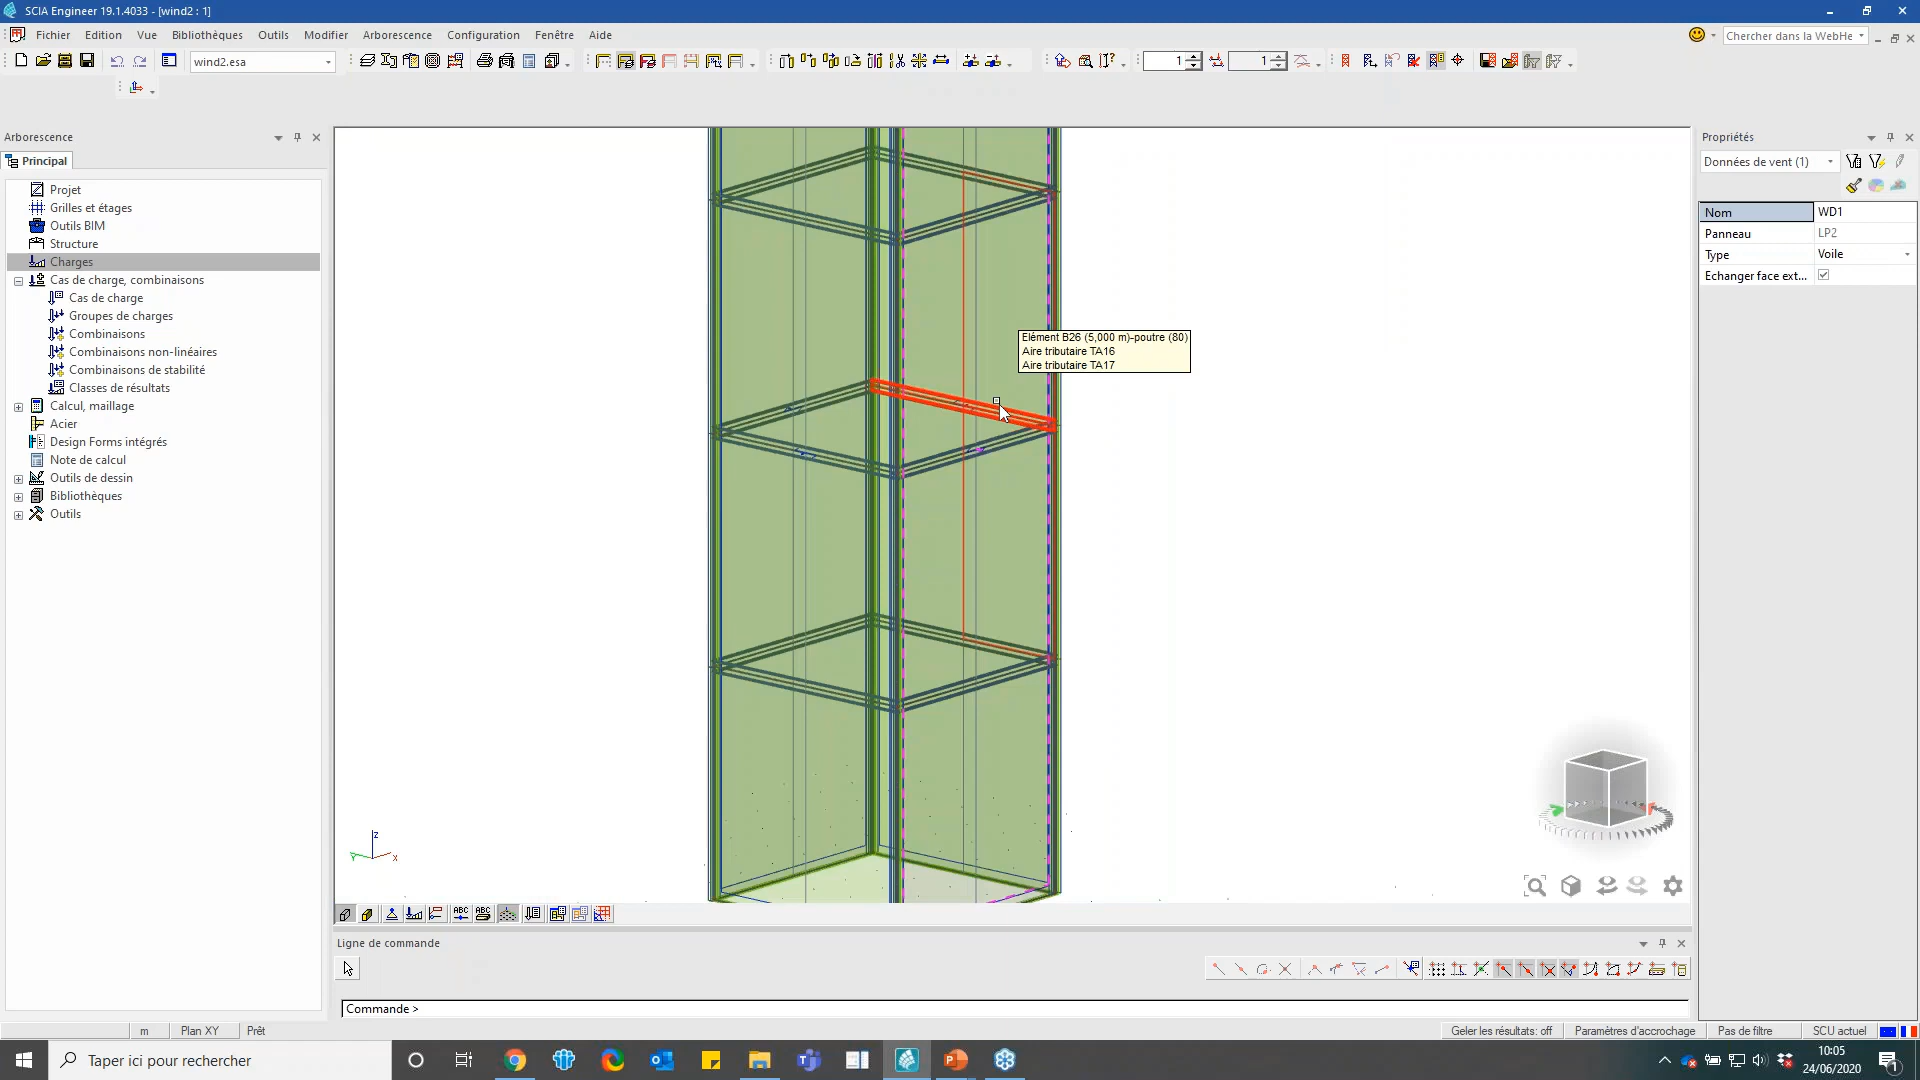 SCIA Engineer 19.1.4033 - [wind2 : 1]
Fichier Edition Vue Bibliothèques Outils Modifier Arborescence Configuration Fenêtre Aide
Chercher dans la WebHe
wind2.esa
1
1
Arborescence
Principal
Projet
Grilles et étages
Outils BIM
Structure
Charges
Cas de charge, combinaisons
Cas de charge
Groupes de charges
Combinaisons
Combinaisons non-linéaires
Combinaisons de stabilité
Classes de résultats
Calcul, maillage
Acier
Design Forms intégrés
Note de calcul
Outils de dessin
Bibliothèques
Outils
Elément B26 (5,000 m)-poutre (80)
Aire tributaire TA16
Aire tributaire TA17
z
Y
x
ABC
ABC
Propriétés
Données de vent (1)
Nom WD1
Panneau LP2
Type Voile
Echanger face ext...
Ligne de commande
Commande >
m Plan XY Prêt
Geler les résultats: off Paramètres d'accrochage Pas de filtre SCU actuel
Taper ici pour rechercher
10:05
24/06/2020
1